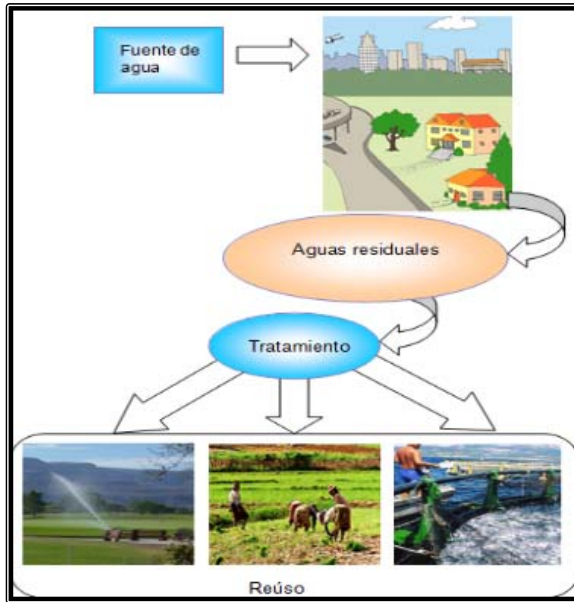 Fuente de
agua
Aguas residuales
Tratamiento
Reúso